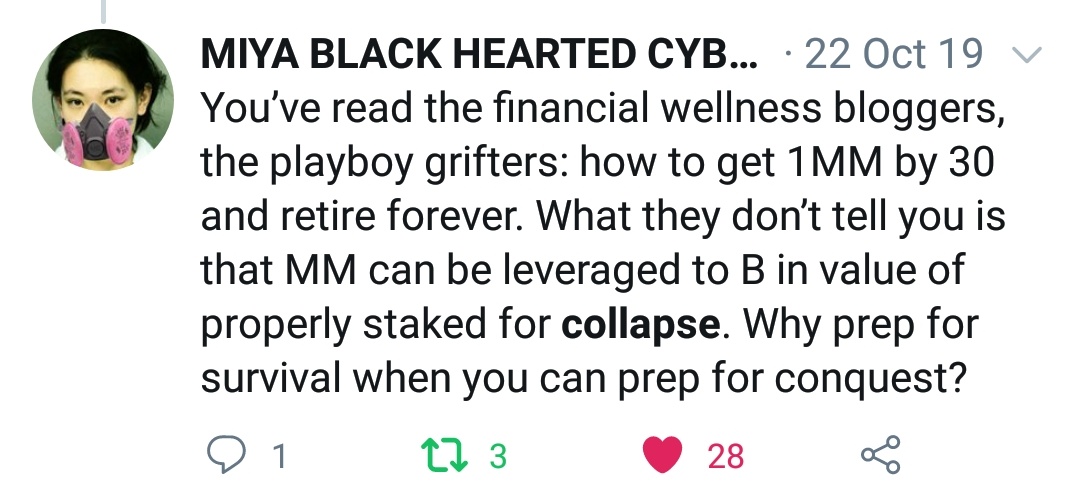 MIYA BLACK HEARTED CYB... · 22 Oct 19
You’ve read the financial wellness bloggers,
the playboy grifters: how to get 1MM by 30
and retire forever. What they don’t tell you is
that MM can be leveraged to B in value of
properly staked for collapse. Why prep for
survival when you can prep for conquest?
1 3 28